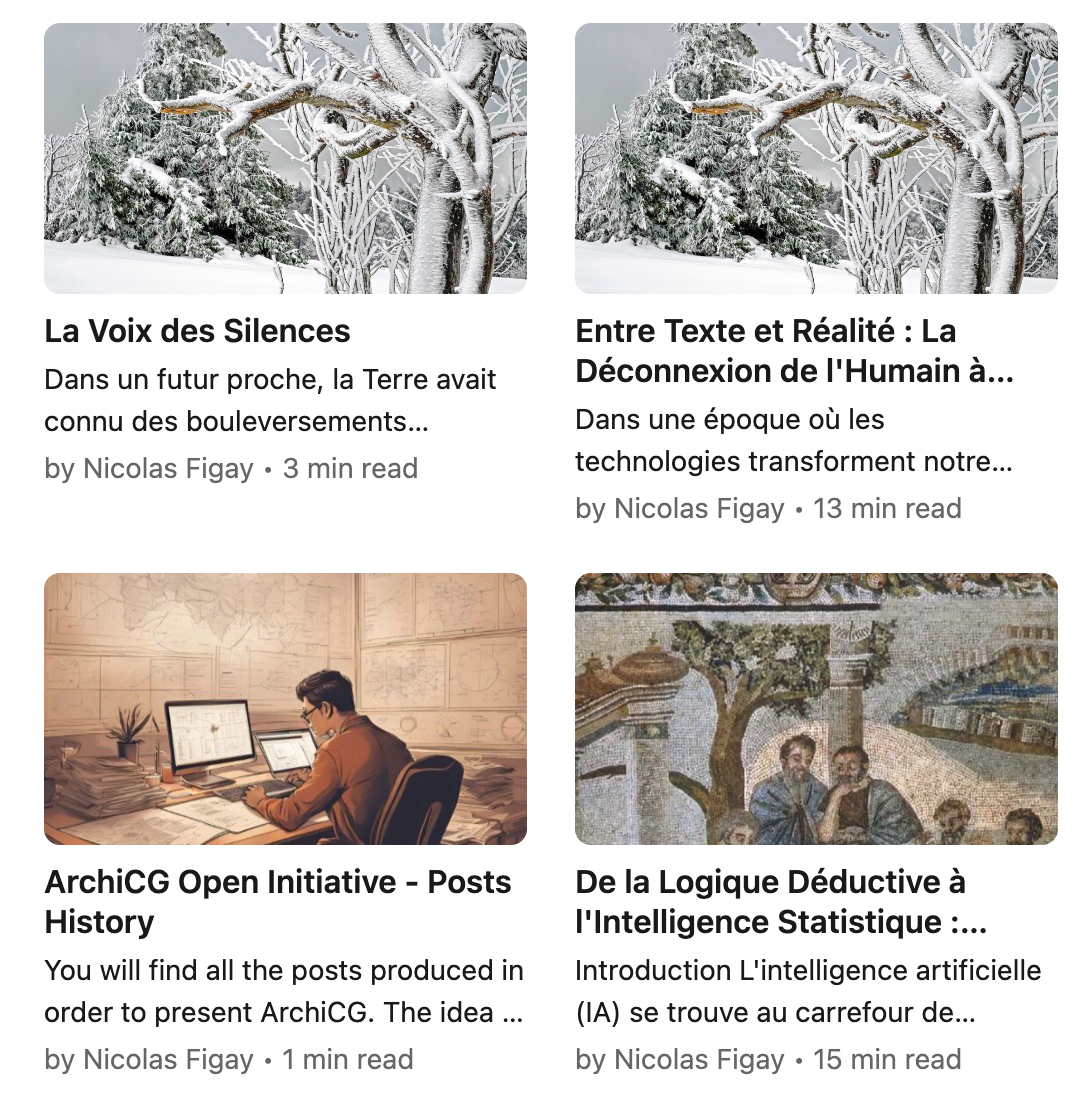 La Voix des Silences
Dans un futur proche, la Terre avait
connu des bouleversements...
by Nicolas Figay • 3 min read
Entre Texte et Réalité : La
Déconnexion de l'Humain à...
Dans une époque où les
technologies transforment notre...
by Nicolas Figay • 13 min read
ArchiCG Open Initiative - Posts
History
You will find all the posts produced in
order to present ArchiCG. The idea ...
by Nicolas Figay • 1 min read
De la Logique Déductive à
l'Intelligence Statistique :...
Introduction L'intelligence artificielle
(IA) se trouve au carrefour de...
by Nicolas Figay • 15 min read